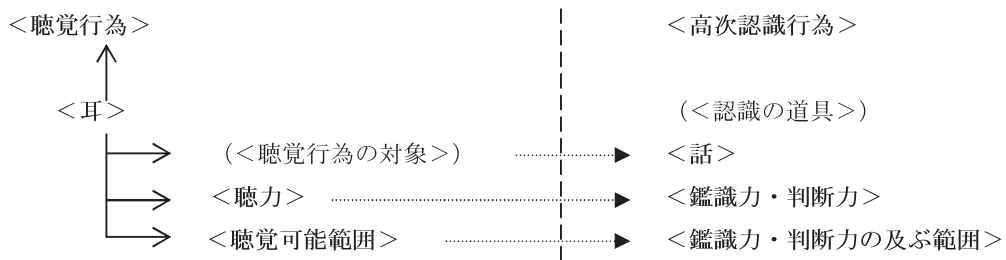 ＜聴覚行為＞ ＜高次認識行為＞
＜耳＞ （＜認識の道具＞）
（＜聴覚行為の対象＞） ＜話＞
＜聴力＞ ＜鑑識力・判断力＞
＜聴覚可能範囲＞ ＜鑑識力・判断力の及ぶ範囲＞